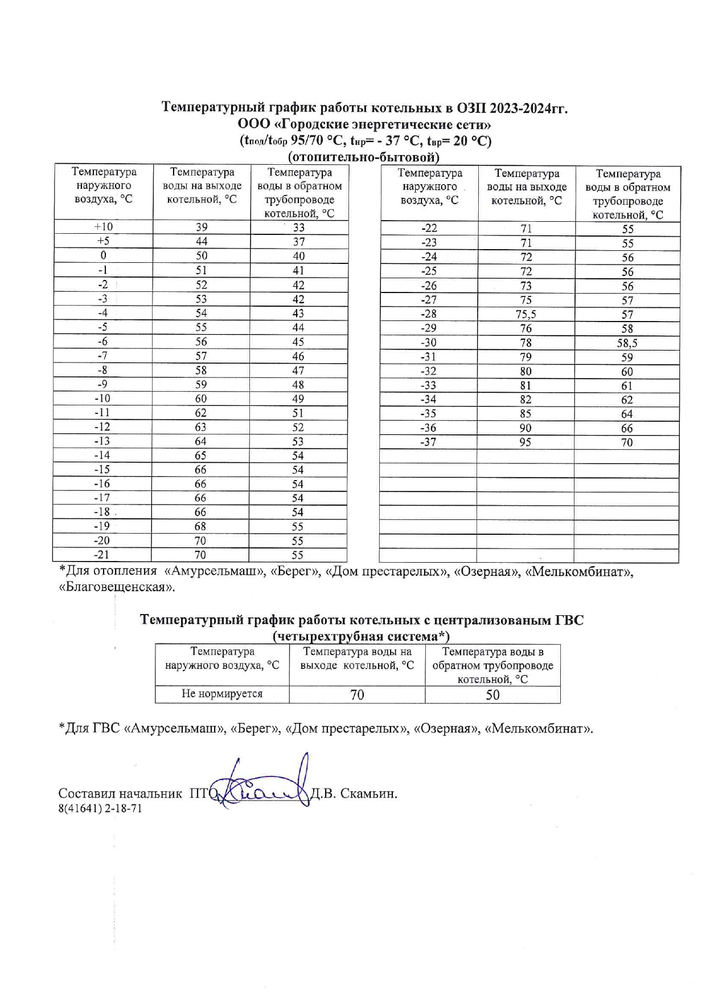 Температурный график работы котельных в ОЗП 2023-2024гг.
ООО «Городские энергетические сети»
(tпод/tобр 95/70 °С, tнр= - 37 °С, tвр= 20 °С)
(отопительно-бытовой)
Температура наружного воздуха, °С | Температура воды на выходе котельной, °С | Температура воды в обратном трубопроводе котельной, °С
+10 39 33
+5 44 37
0 50 40
-1 51 41
-2 52 42
-3 53 42
-4 54 43
-5 55 44
-6 56 45
-7 57 46
-8 58 47
-9 59 48
-10 60 49
-11 62 51
-12 63 52
-13 64 53
-14 65 54
-15 66 54
-16 66 54
-17 66 54
-18 66 54
-19 68 55
-20 70 55
-21 70 55
Температура наружного воздуха, °С | Температура воды на выходе котельной, °С | Температура воды в обратном трубопроводе котельной, °С
-22 71 55
-23 71 55
-24 72 56
-25 72 56
-26 73 56
-27 75 57
-28 75,5 57
-29 76 58
-30 78 58,5
-31 79 59
-32 80 60
-33 81 61
-34 82 62
-35 85 64
-36 90 66
-37 95 70
*Для отопления «Амурсельмаш», «Берег», «Дом престарелых», «Озерная», «Мелькомбинат»,
«Благовещенская».
Температурный график работы котельных с централизованым ГВС
(четырехтрубная система*)
Температура наружного воздуха, °С | Температура воды на выходе котельной, °С | Температура воды в обратном трубопроводе котельной, °С
Не нормируется 70 50
*Для ГВС «Амурсельмаш», «Берег», «Дом престарелых», «Озерная», «Мелькомбинат».
Составил начальник ПТО Д.В. Скамьин.
8(41641) 2-18-71